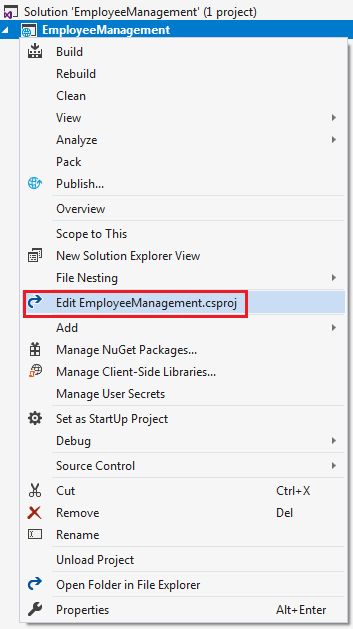 Solution 'EmployeeManagement' (1 project)
EmployeeManagement
Build
Rebuild
Clean
View
Analyze
Pack
Publish...
Overview
Scope to This
New Solution Explorer View
File Nesting
Edit EmployeeManagement.csproj
Add
Manage NuGet Packages...
Manage Client-Side Libraries...
Manage User Secrets
Set as StartUp Project
Debug
Source Control
Cut Ctrl+X
Remove Del
Rename
Unload Project
Open Folder in File Explorer
Properties Alt+Enter